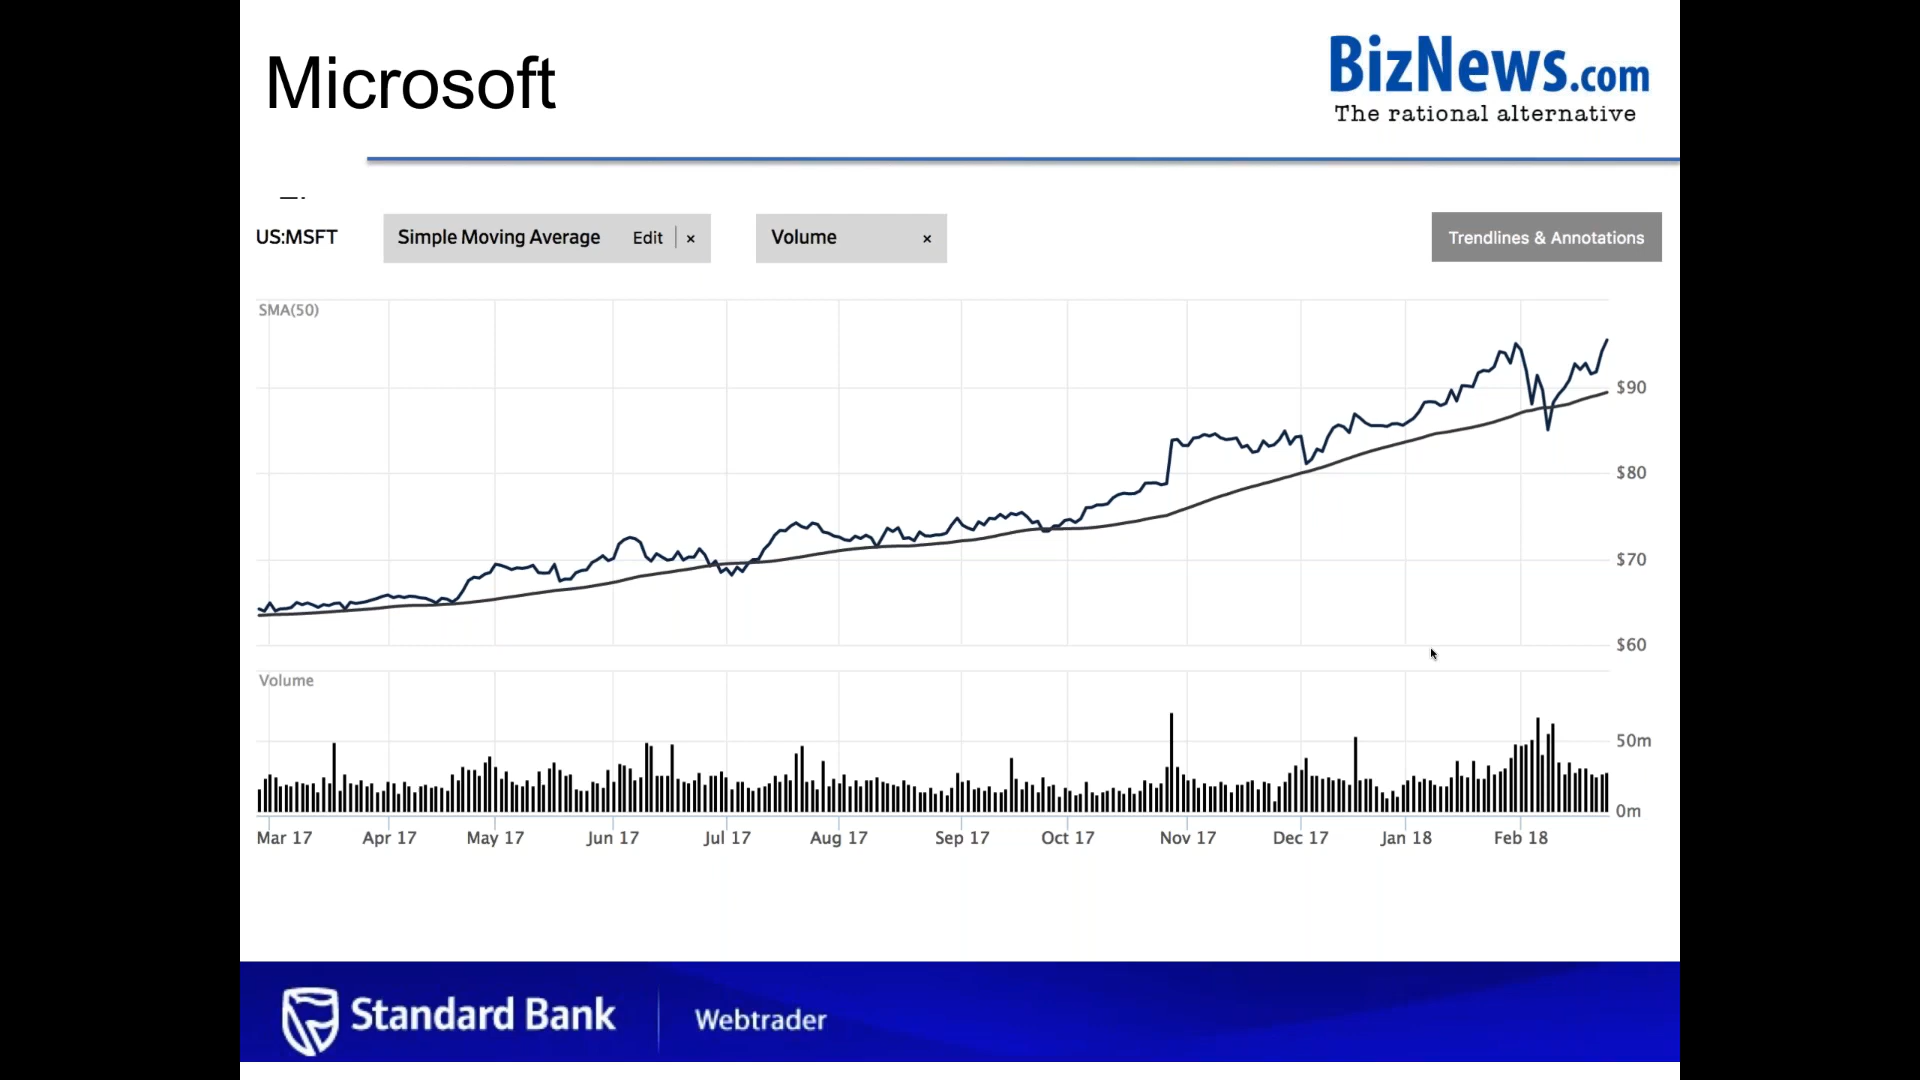 Microsoft
BizNews.com
The rational alternative
US:MSFT
Simple Moving Average Edit ×
Volume ×
Trendlines & Annotations
SMA(50)
$90
$80
$70
$60
Volume
50m
0m
Mar 17 Apr 17 May 17 Jun 17 Jul 17 Aug 17 Sep 17 Oct 17 Nov 17 Dec 17 Jan 18 Feb 18
Standard Bank Webtrader